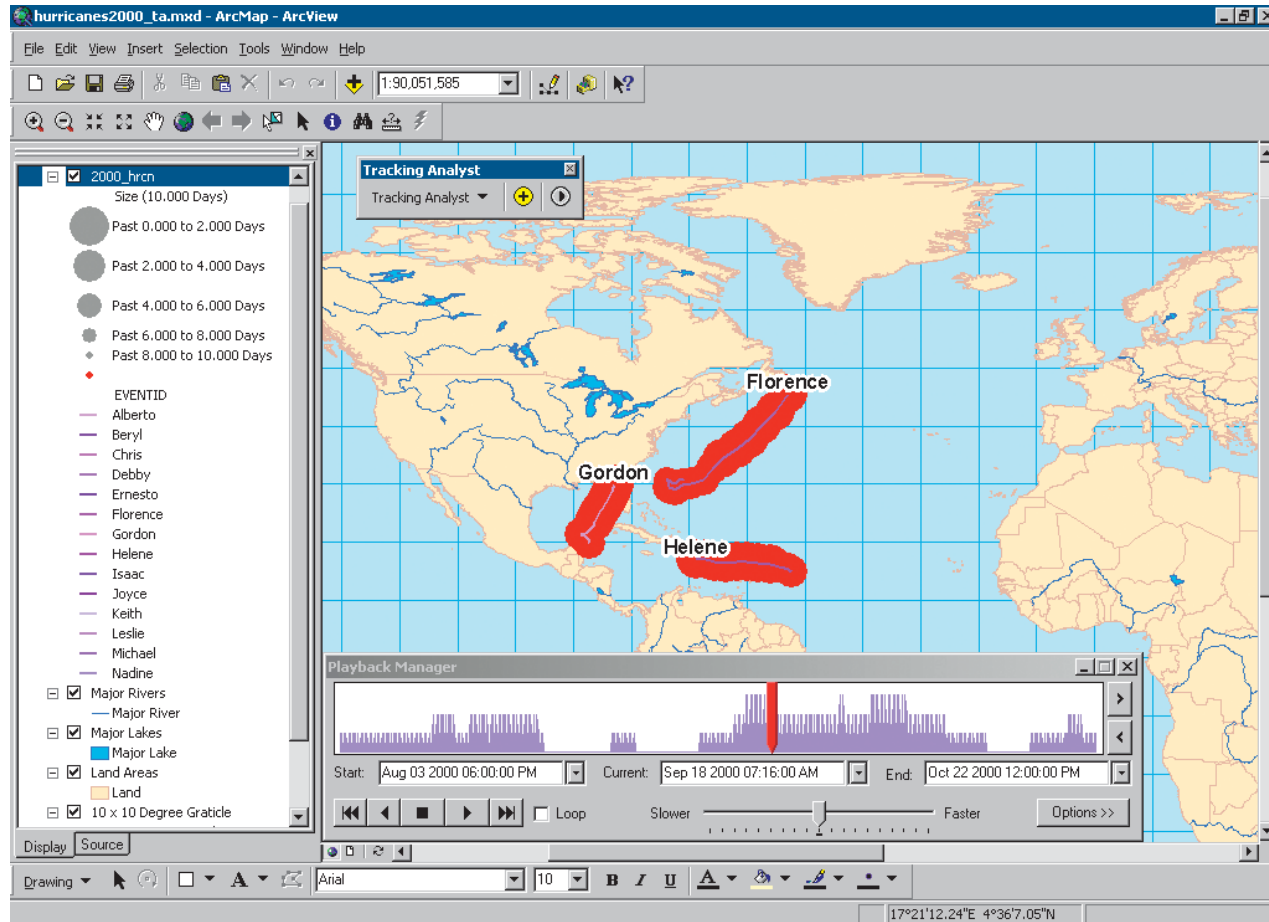 hurricanes2000_ta.mxd - ArcMap - ArcView
File Edit View Insert Selection Tools Window Help
1:90,051,585
2000_hrcn
Size (10.000 Days)
Past 0.000 to 2.000 Days
Past 2.000 to 4.000 Days
Past 4.000 to 6.000 Days
Past 6.000 to 8.000 Days
Past 8.000 to 10.000 Days
EVENTID
Alberto
Beryl
Chris
Debby
Ernesto
Florence
Gordon
Helene
Isaac
Joyce
Keith
Leslie
Michael
Nadine
Major Rivers
Major River
Major Lakes
Major Lake
Land Areas
Land
10 x 10 Degree Graticle
Display Source
Tracking Analyst
Tracking Analyst
Florence
Gordon
Helene
Playback Manager
Start: Aug 03 2000 06:00:00 PM Current: Sep 18 2000 07:16:00 AM End: Oct 22 2000 12:00:00 PM
Loop Slower Faster Options >>
Drawing A Arial 10 B I U A
17°21'12.24"E 4°36'7.05"N